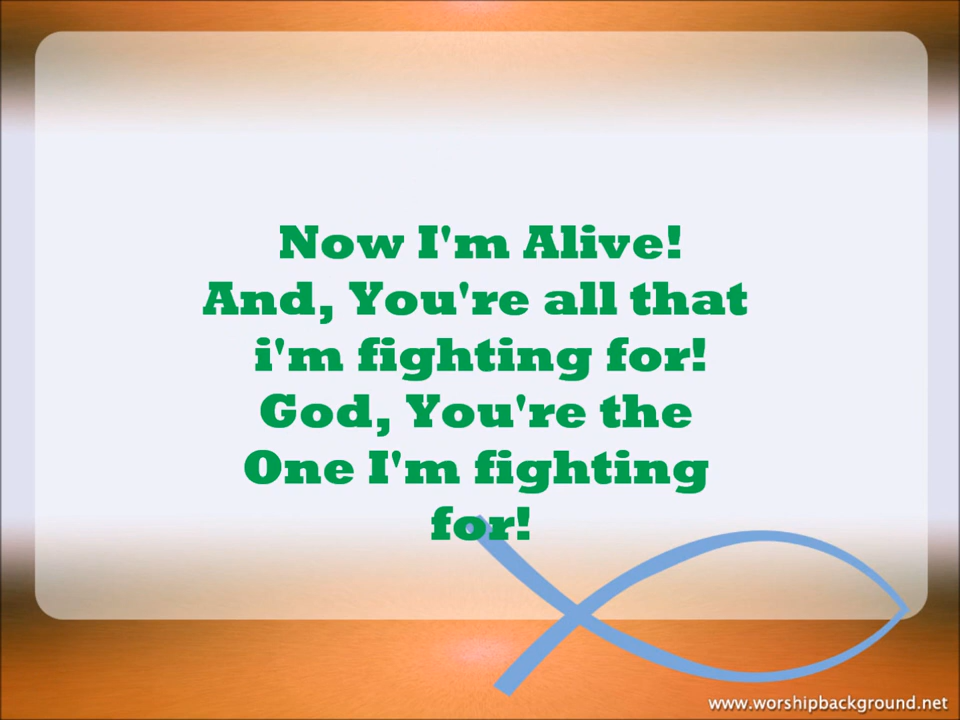 Now I'm Alive!
And, You're all that
i'm fighting for!
God, You're the
One I'm fighting
for!
www.worshipbackground.net